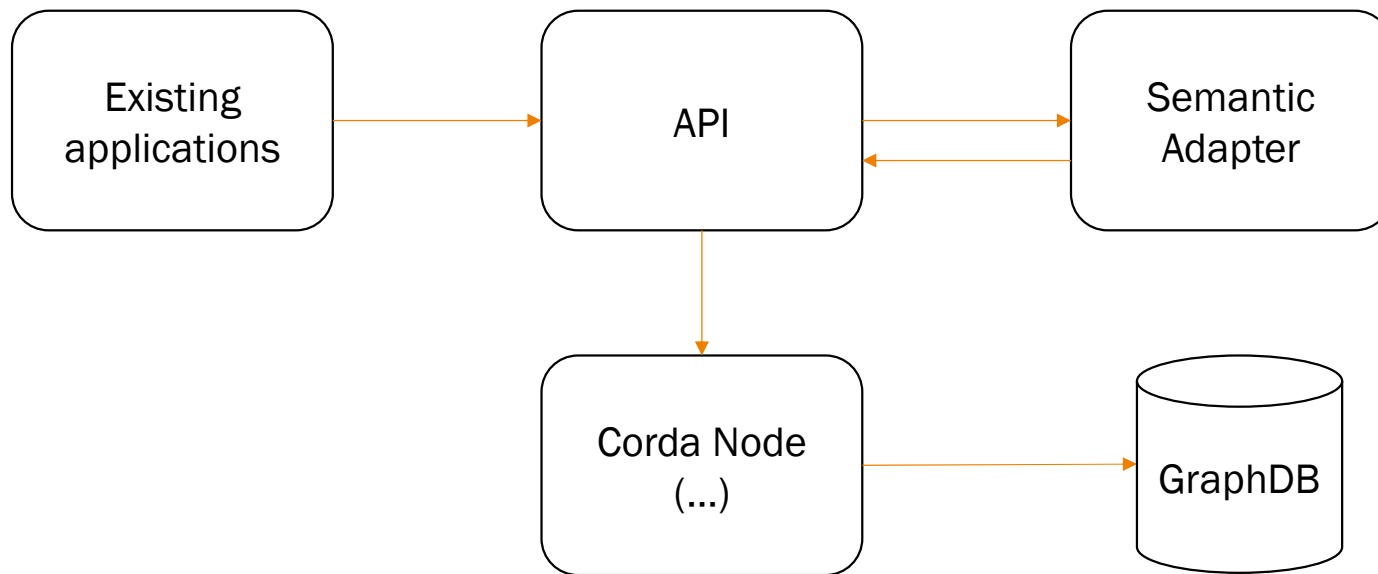 Existing
applications
API
Semantic
Adapter
Corda Node
(...)
GraphDB